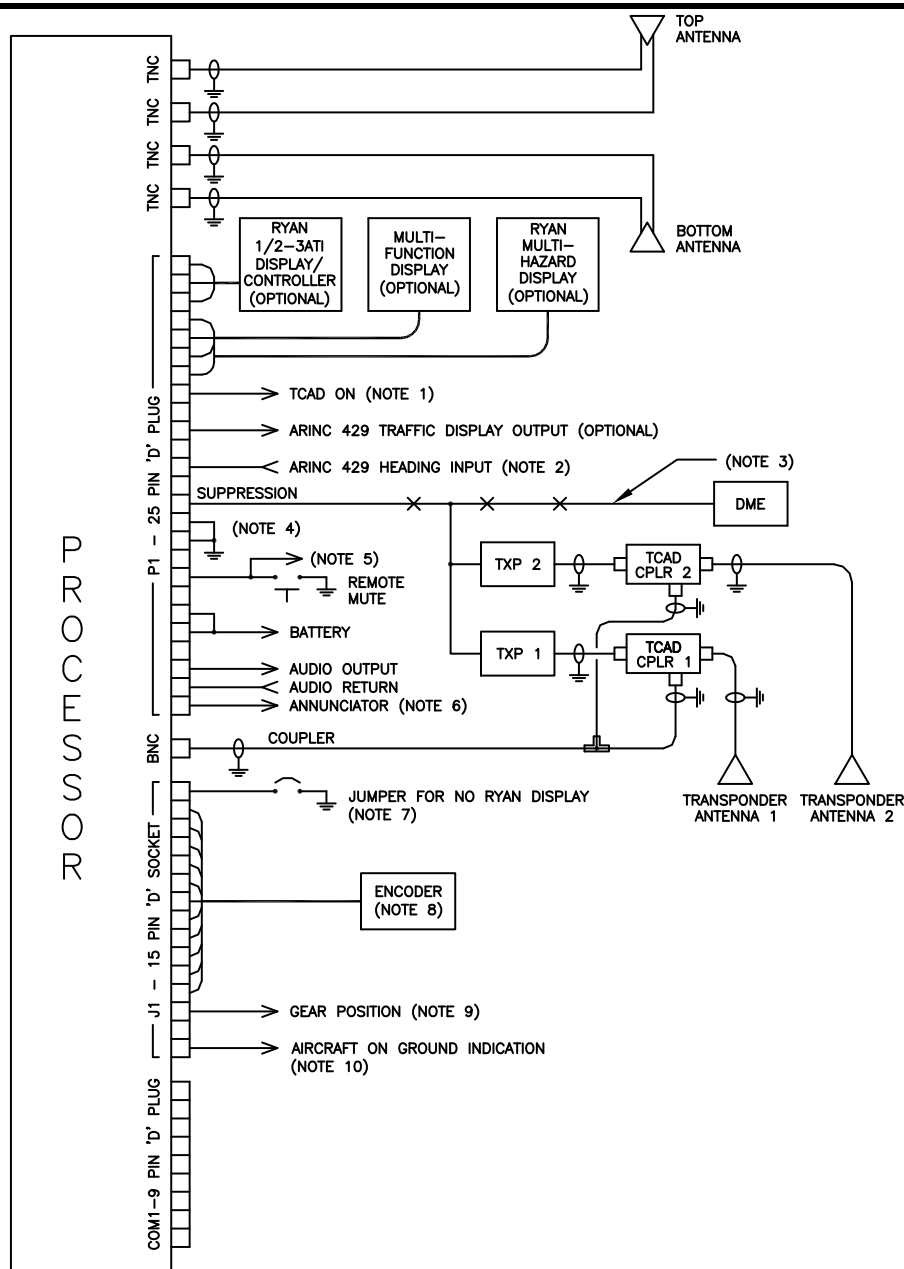 TOP
ANTENNA
TNC
TNC
TNC
TNC
BOTTOM
ANTENNA
RYAN
1/2-3ATI
DISPLAY/
CONTROLLER
(OPTIONAL)
MULTI-
FUNCTION
DISPLAY
(OPTIONAL)
RYAN
MULTI-
HAZARD
DISPLAY
(OPTIONAL)
P1 - 25 PIN 'D' PLUG
TCAD ON (NOTE 1)
ARINC 429 TRAFFIC DISPLAY OUTPUT (OPTIONAL)
ARINC 429 HEADING INPUT (NOTE 2)
(NOTE 3)
SUPPRESSION
DME
(NOTE 4)
(NOTE 5)
REMOTE
MUTE
TXP 2
TCAD
CPLR 2
BATTERY
TXP 1
TCAD
CPLR 1
AUDIO OUTPUT
AUDIO RETURN
ANNUNCIATOR (NOTE 6)
PROCESSOR
BNC
COUPLER
TRANSPONDER
ANTENNA 1
TRANSPONDER
ANTENNA 2
JUMPER FOR NO RYAN DISPLAY
(NOTE 7)
J1 - 15 PIN 'D' SOCKET
ENCODER
(NOTE 8)
GEAR POSITION (NOTE 9)
AIRCRAFT ON GROUND INDICATION
(NOTE 10)
COM1-9 PIN 'D' PLUG